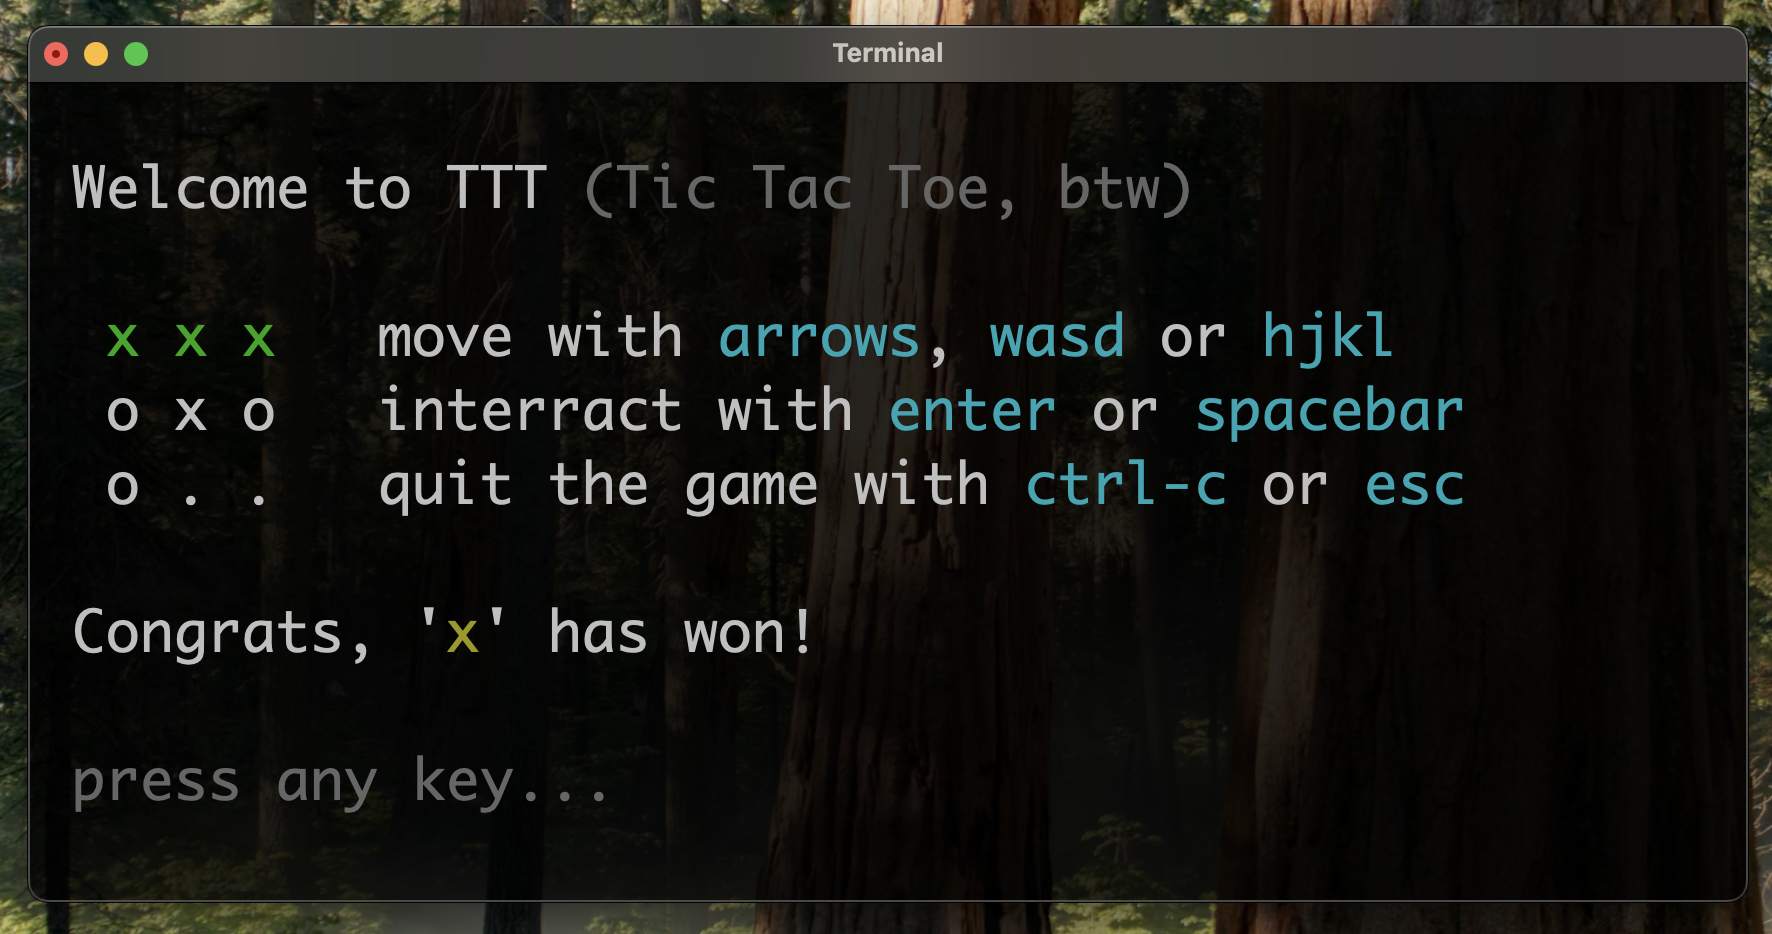 Terminal
Welcome to TTT (Tic Tac Toe, btw)
x x x move with arrows, wasd or hjkl
o x o interract with enter or spacebar
o . . quit the game with ctrl-c or esc
Congrats, 'x' has won!
press any key...